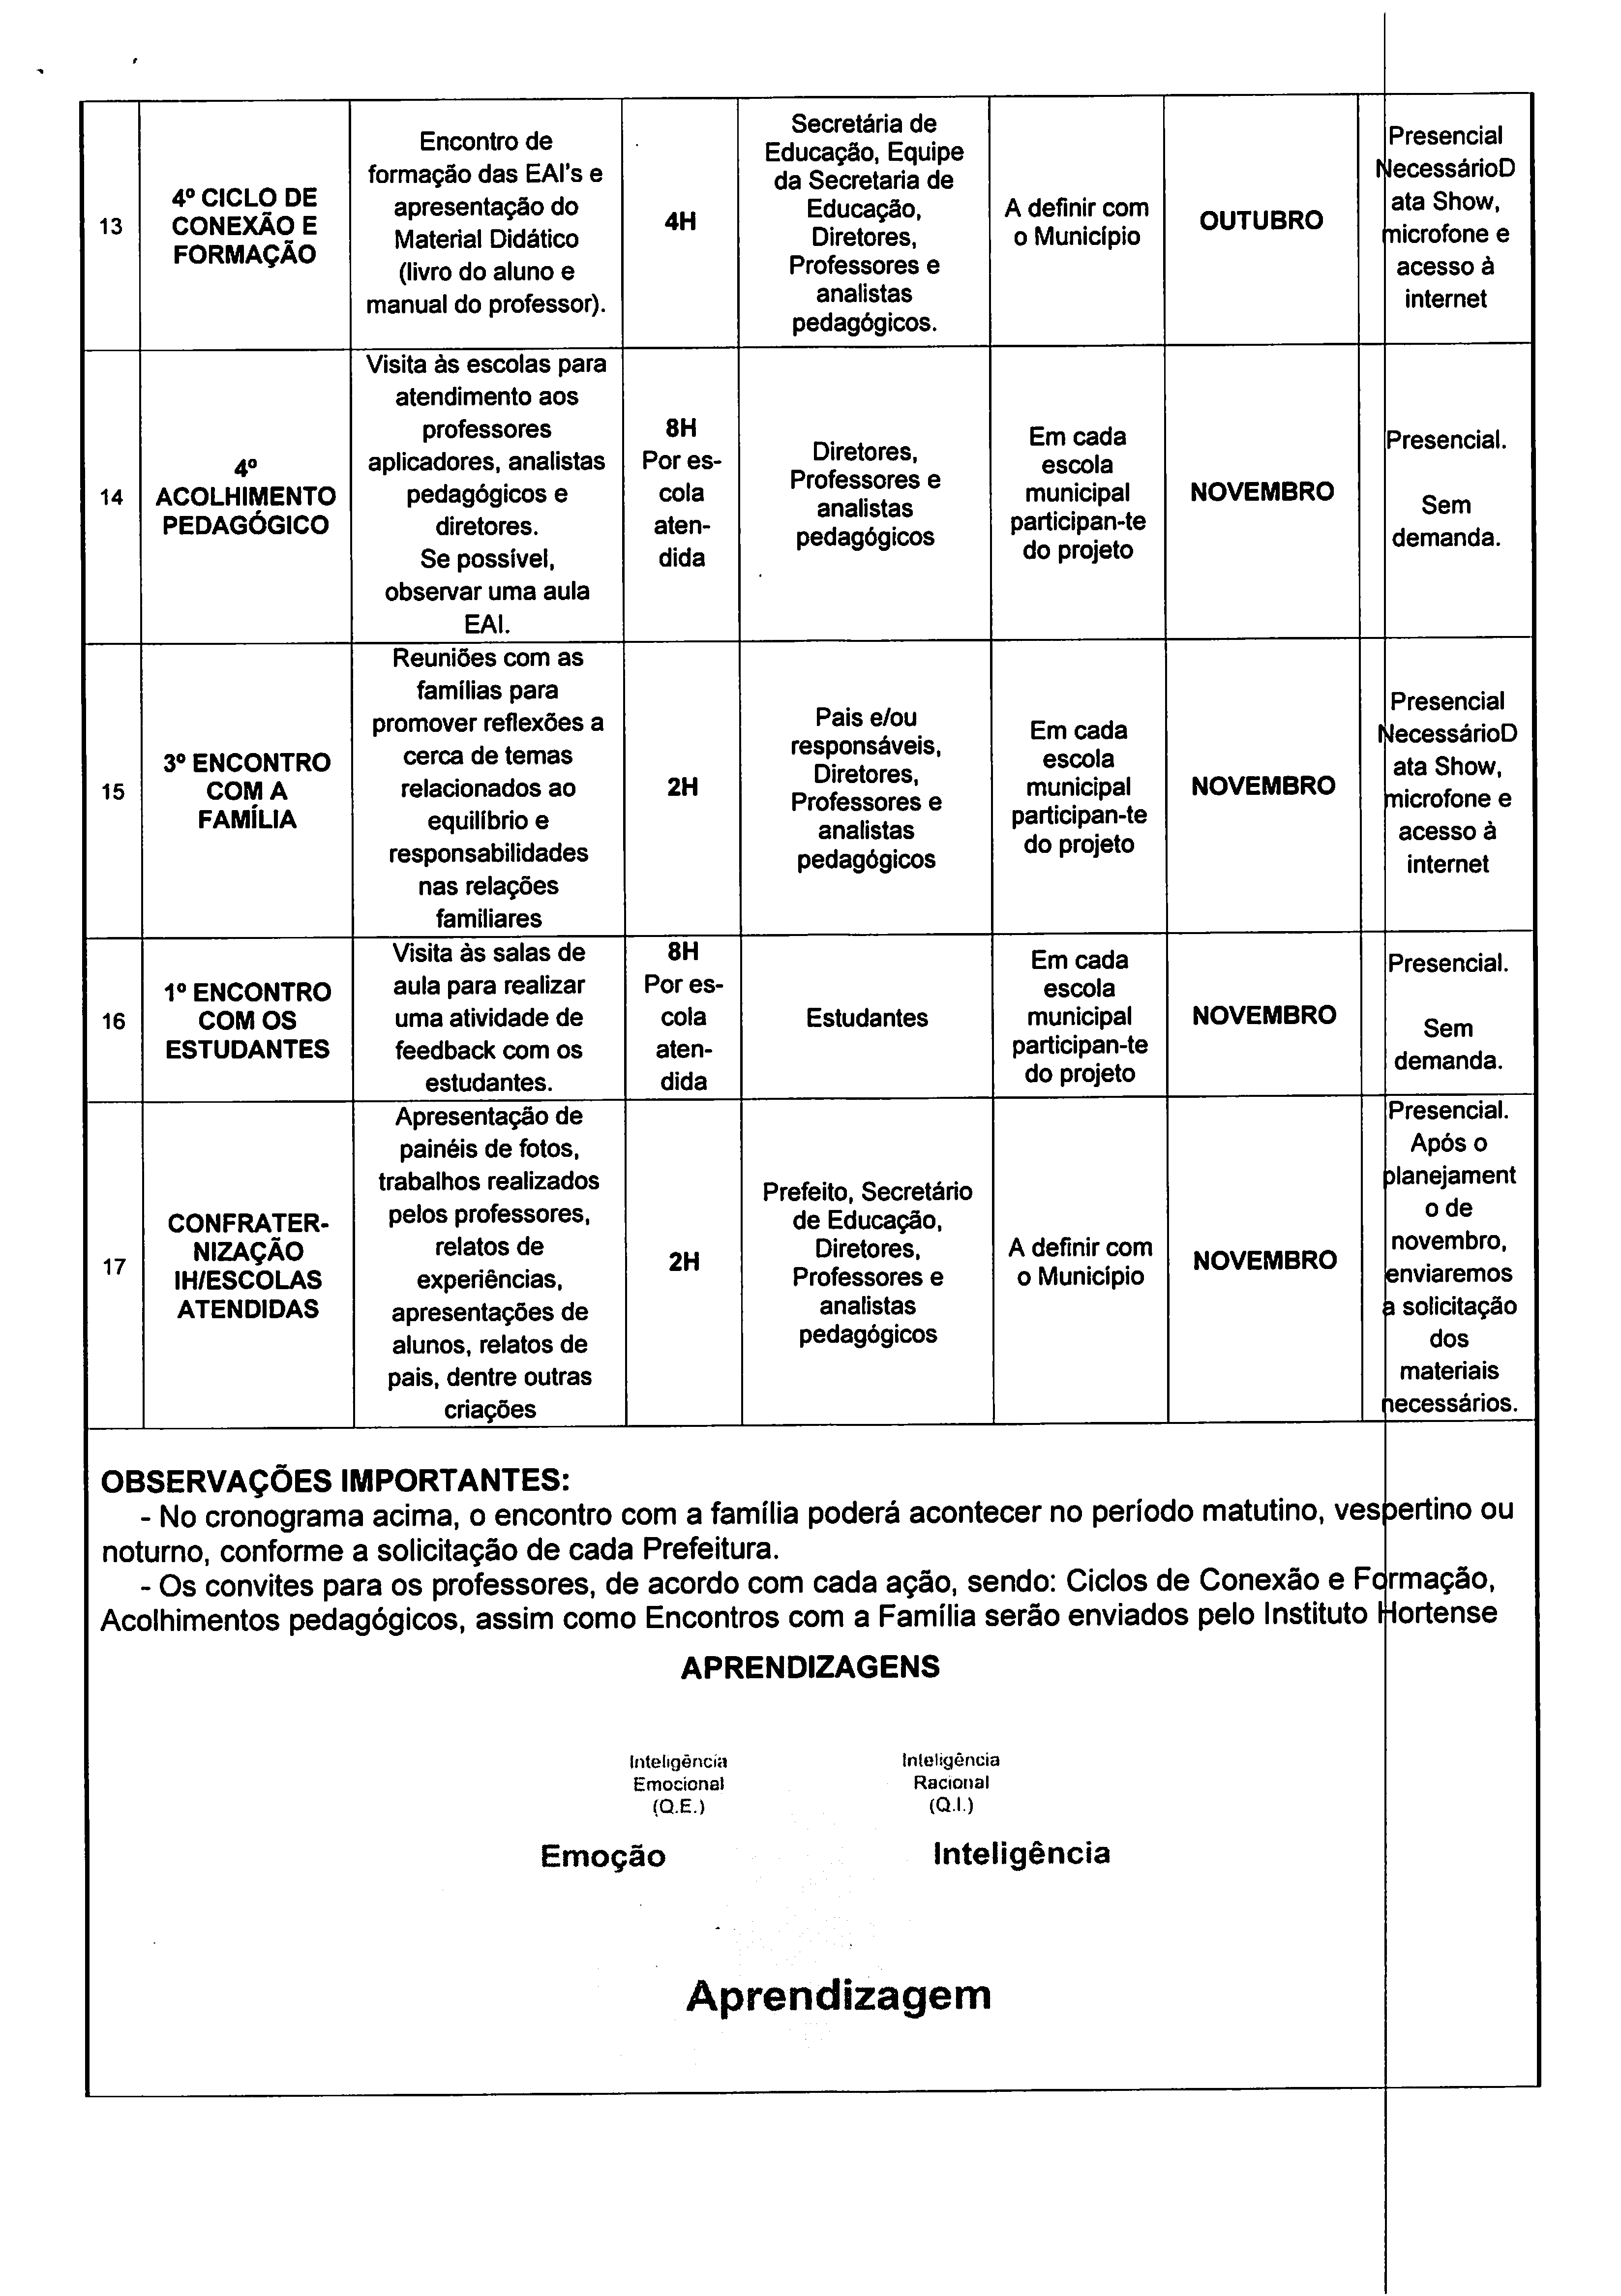 13
4º CICLO DE
CONEXÃO E
FORMAÇÃO
Encontro de
formação das EAI's e
apresentação do
Material Didático
(livro do aluno e
manual do professor).
4H
Secretária de
Educação, Equipe
da Secretaria de
Educação,
Diretores,
Professores e
analistas
pedagógicos.
A definir com
o Município
OUTUBRO
Presencial
NecessárioD
ata Show,
microfone e
acesso à
internet
14
4º
ACOLHIMENTO
PEDAGÓGICO
Visita às escolas para
atendimento aos
professores
aplicadores, analistas
pedagógicos e
diretores.
Se possível,
observar uma aula
EAI.
8H
Por es-
cola
aten-
dida
Diretores,
Professores e
analistas
pedagógicos
Em cada
escola
municipal
participan-te
do projeto
NOVEMBRO
Presencial.
Sem
demanda.
15
3º ENCONTRO
COM A
FAMÍLIA
Reuniões com as
famílias para
promover reflexões a
cerca de temas
relacionados ao
equilíbrio e
responsabilidades
nas relações
familiares
2H
Pais e/ou
responsáveis,
Diretores,
Professores e
analistas
pedagógicos
Em cada
escola
municipal
participan-te
do projeto
NOVEMBRO
Presencial
NecessárioD
ata Show,
microfone e
acesso à
internet
16
1º ENCONTRO
COM OS
ESTUDANTES
Visita às salas de
aula para realizar
uma atividade de
feedback com os
estudantes.
8H
Por es-
cola
aten-
dida
Estudantes
Em cada
escola
municipal
participan-te
do projeto
NOVEMBRO
Presencial.
Sem
demanda.
17
CONFRATER-
NIZAÇÃO
IH/ESCOLAS
ATENDIDAS
Apresentação de
painéis de fotos,
trabalhos realizados
pelos professores,
relatos de
experiências,
apresentações de
alunos, relatos de
pais, dentre outras
criações
2H
Prefeito, Secretário
de Educação,
Diretores,
Professores e
analistas
pedagógicos
A definir com
o Município
NOVEMBRO
Presencial.
Após o
planejament
o de
novembro,
enviaremos
a solicitação
dos
materiais
necessários.
OBSERVAÇÕES IMPORTANTES:
- No cronograma acima, o encontro com a família poderá acontecer no período matutino, vespertino ou
noturno, conforme a solicitação de cada Prefeitura.
- Os convites para os professores, de acordo com cada ação, sendo: Ciclos de Conexão e Formação,
Acolhimentos pedagógicos, assim como Encontros com a Família serão enviados pelo Instituto Hortense
APRENDIZAGENS
Inteligência
Emocional
(Q.E.)
Inteligência
Racional
(Q.I.)
Emoção
Inteligência
Aprendizagem